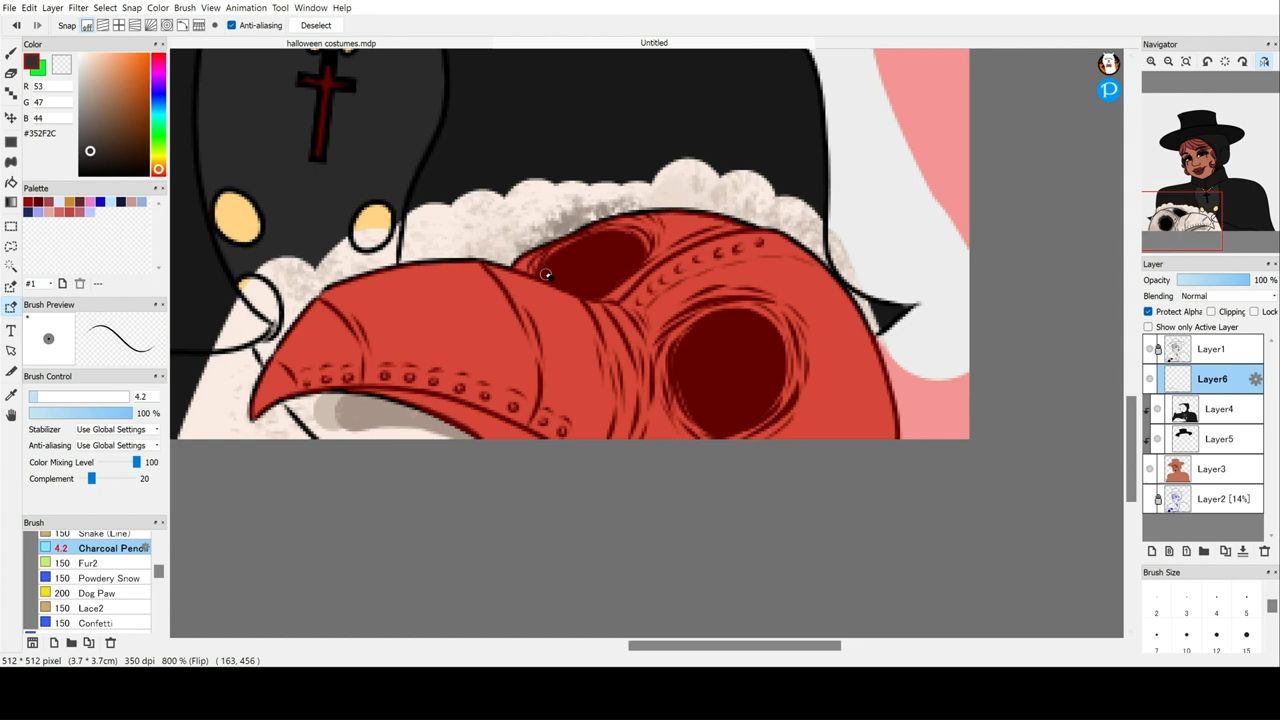 File Edit Layer Filter Select Snap Color Brush View Animation Tool Window Help
Snap off Anti-aliasing Deselect
Color
halloween costumes.mdp Untitled
Navigator
R 53
G 47
B 44
#352F2C
Palette
#1
Brush Preview
Brush Control
4.2
100 %
Stabilizer Use Global Settings
Anti-aliasing Use Global Settings
Color Mixing Level 100
Complement 20
Brush
150 Snake (Line)
4.2 Charcoal Penc
150 Fur2
150 Powdery Snow
200 Dog Paw
150 Lace2
150 Confetti
Layer
Opacity 100 %
Blending Normal
Protect Alpha Clipping Lock
Show only Active Layer
Layer1
Layer6
Layer4
Layer5
Layer3
Layer2 [14%]
Brush Size
2 3 4 5
7 10 12 15
512 * 512 pixel (3.7 * 3.7cm) 350 dpi 800 % (Flip) ( 163, 456 )